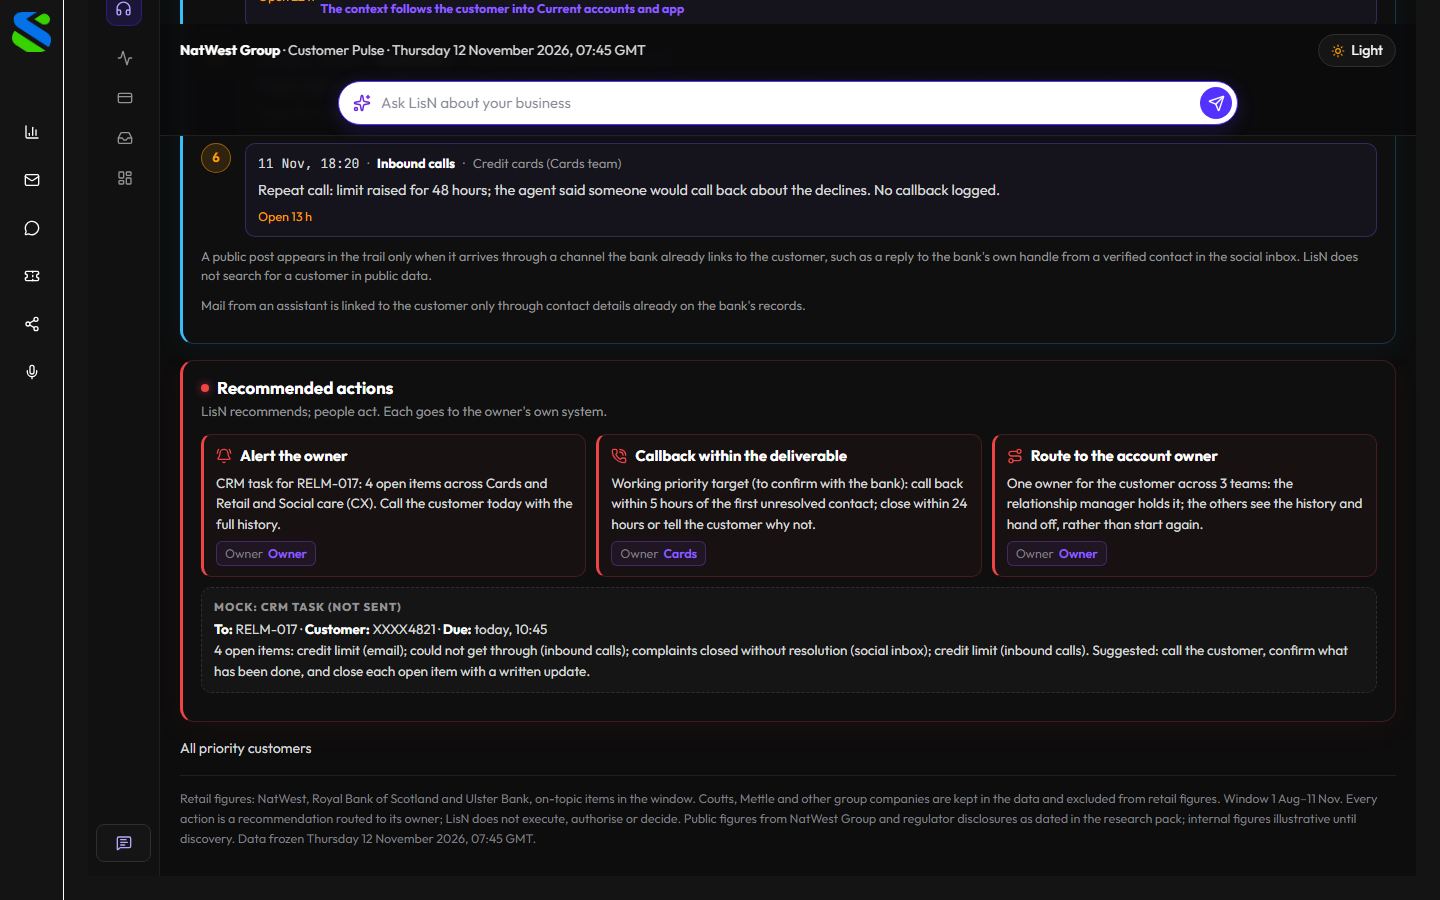 The context follows the customer into Current accounts and app
NatWest Group · Customer Pulse · Thursday 12 November 2026, 07:45 GMT
Light
Ask LisN about your business
6
11 Nov, 18:20 · Inbound calls · Credit cards (Cards team)
Repeat call: limit raised for 48 hours; the agent said someone would call back about the declines. No callback logged.
Open 13 h
A public post appears in the trail only when it arrives through a channel the bank already links to the customer, such as a reply to the bank's own handle from a verified contact in the social inbox. LisN does
not search for a customer in public data.
Mail from an assistant is linked to the customer only through contact details already on the bank's records.
Recommended actions
LisN recommends; people act. Each goes to the owner's own system.
Alert the owner
CRM task for RELM-017: 4 open items across Cards and
Retail and Social care (CX). Call the customer today with the
full history.
Owner Owner
Callback within the deliverable
Working priority target (to confirm with the bank): call back
within 5 hours of the first unresolved contact; close within 24
hours or tell the customer why not.
Owner Cards
Route to the account owner
One owner for the customer across 3 teams: the
relationship manager holds it; the others see the history and
hand off, rather than start again.
Owner Owner
MOCK: CRM TASK (NOT SENT)
To: RELM-017 · Customer: XXXX4821 · Due: today, 10:45
4 open items: credit limit (email); could not get through (inbound calls); complaints closed without resolution (social inbox); credit limit (inbound calls). Suggested: call the customer, confirm what
has been done, and close each open item with a written update.
All priority customers
Retail figures: NatWest, Royal Bank of Scotland and Ulster Bank, on-topic items in the window. Coutts, Mettle and other group companies are kept in the data and excluded from retail figures. Window 1 Aug–11 Nov. Every
action is a recommendation routed to its owner; LisN does not execute, authorise or decide. Public figures from NatWest Group and regulator disclosures as dated in the research pack; internal figures illustrative until
discovery. Data frozen Thursday 12 November 2026, 07:45 GMT.